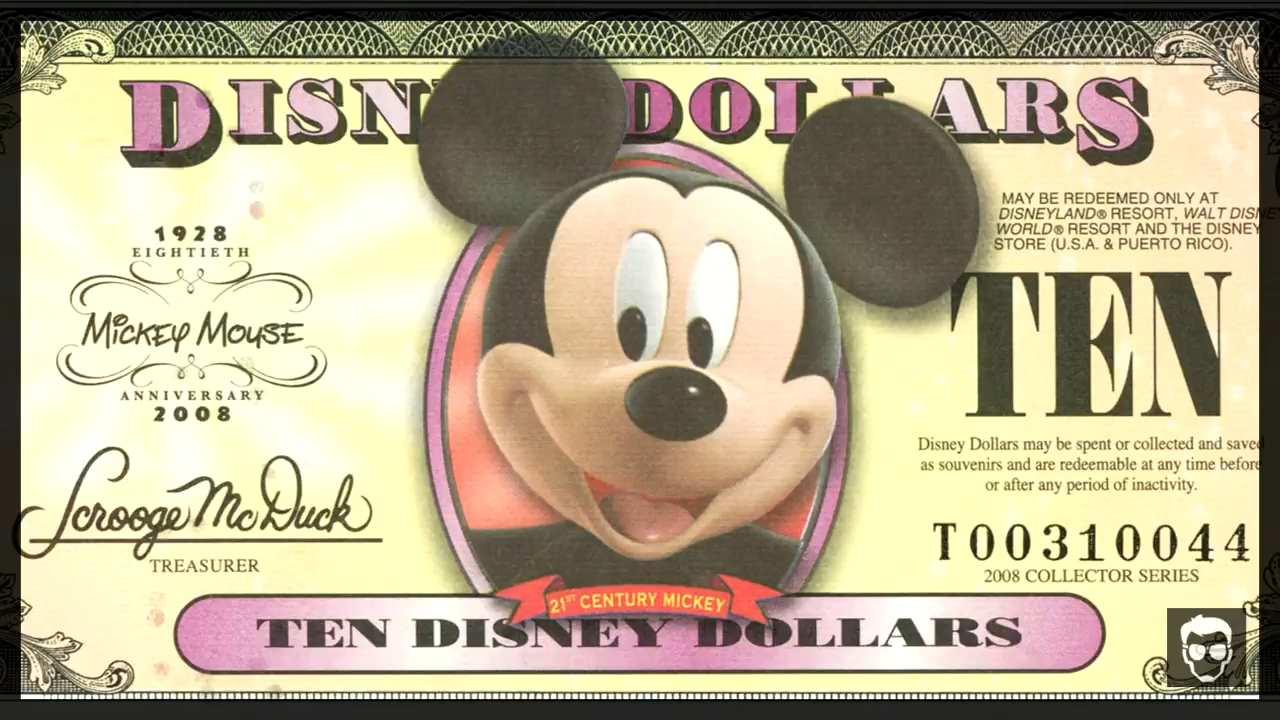 DISNEY DOLLARS
1928
EIGHTIETH
MICKEY MOUSE
ANNIVERSARY
2008
Scrooge McDuck
TREASURER
MAY BE REDEEMED ONLY AT
DISNEYLAND® RESORT, WALT DISNEY
WORLD® RESORT AND THE DISNEY
STORE (U.S.A. & PUERTO RICO).
TEN
Disney Dollars may be spent or collected and saved
as souvenirs and are redeemable at any time before
or after any period of inactivity.
T00310044
2008 COLLECTOR SERIES
21ST CENTURY MICKEY
TEN DISNEY DOLLARS